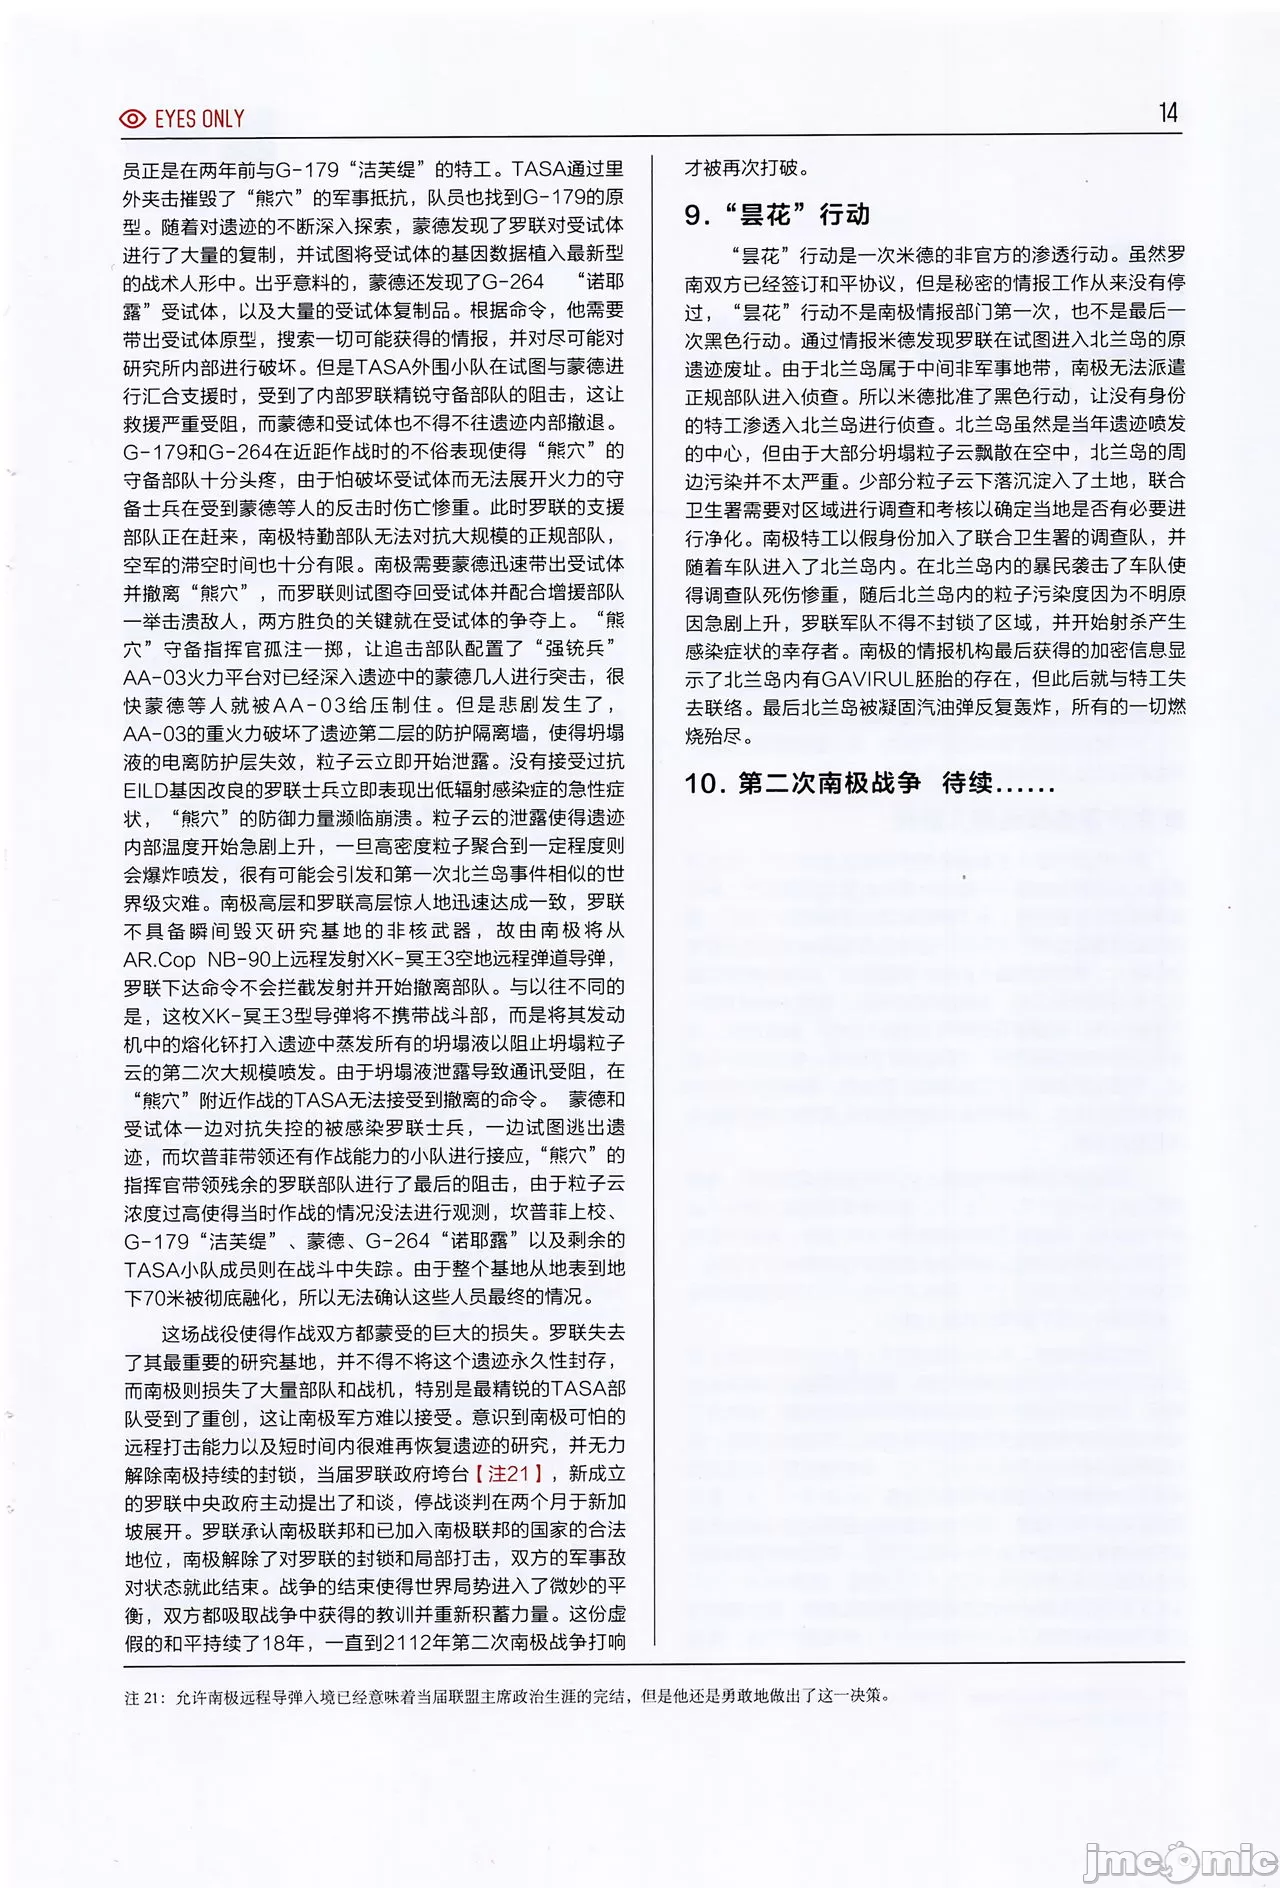 EYES ONLY
14
员正是在两年前与G-179“洁芙缇”的特工。TASA通过里
外夹击摧毁了“熊穴”的军事抵抗，队员也找到G-179的原
型。随着对遗迹的不断深入探索，蒙德发现了罗联对受试体
进行了大量的复制，并试图将受试体的基因数据植入最新型
的战术人形中。出乎意料的，蒙德还发现了G-264 “诺耶
露”受试体，以及大量的受试体复制品。根据命令，他需要
带出受试体原型，搜索一切可能获得的情报，并对尽可能对
研究所内部进行破坏。但是TASA外围小队在试图与蒙德进
行汇合支援时，受到了内部罗联精锐守备部队的阻击，这让
救援严重受阻，而蒙德和受试体也不得不往遗迹内部撤退。
G-179和G-264在近距作战时的不俗表现使得“熊穴”的
守备部队十分头疼，由于怕破坏受试体而无法展开火力的守
备士兵在受到蒙德等人的反击时伤亡惨重。此时罗联的支援
部队正在赶来，南极特勤部队无法对抗大规模的正规部队，
空军的滞空时间也十分有限。南极需要蒙德迅速带出受试体
并撤离“熊穴”，而罗联则试图夺回受试体并配合增援部队
一举击溃敌人，两方胜负的关键就在受试体的争夺上。“熊
穴”守备指挥官孤注一掷，让追击部队配置了“强铳兵”
AA-03火力平台对已经深入遗迹中的蒙德几人进行突击，很
快蒙德等人就被AA-03给压制住。但是悲剧发生了，
AA-03的重火力破坏了遗迹第二层的防护隔离墙，使得坍塌
液的电离防护层失效，粒子云立即开始泄露。没有接受过抗
EILD基因改良的罗联士兵立即表现出低辐射感染症的急性症
状，“熊穴”的防御力量濒临崩溃。粒子云的泄露使得遗迹
内部温度开始急剧上升，一旦高密度粒子聚合到一定程度则
会爆炸喷发，很有可能会引发和第一次北兰岛事件相似的世
界级灾难。南极高层和罗联高层惊人地迅速达成一致，罗联
不具备瞬间毁灭研究基地的非核武器，故由南极将从
AR.Cop NB-90上远程发射XK-冥王3空地远程弹道导弹，
罗联下达命令不会拦截发射并开始撤离部队。与以往不同的
是，这枚XK-冥王3型导弹将不携带战斗部，而是将其发动
机中的熔化钚打入遗迹中蒸发所有的坍塌液以阻止坍塌粒子
云的第二次大规模喷发。由于坍塌液泄露导致通讯受阻，在
“熊穴”附近作战的TASA无法接受到撤离的命令。 蒙德和
受试体一边对抗失控的被感染罗联士兵，一边试图逃出遗
迹，而坎普菲带领还有作战能力的小队进行接应，“熊穴”的
指挥官带领残余的罗联部队进行了最后的阻击，由于粒子云
浓度过高使得当时作战的情况没法进行观测，坎普菲上校、
G-179“洁芙缇”、蒙德、G-264“诺耶露”以及剩余的
TASA小队成员则在战斗中失踪。由于整个基地从地表到地
下70米被彻底融化，所以无法确认这些人员最终的情况。
这场战役使得作战双方都蒙受的巨大的损失。罗联失去
了其最重要的研究基地，并不得不将这个遗迹永久性封存，
而南极则损失了大量部队和战机，特别是最精锐的TASA部
队受到了重创，这让南极军方难以接受。意识到南极可怕的
远程打击能力以及短时间内很难再恢复遗迹的研究，并无力
解除南极持续的封锁，当届罗联政府垮台【注21】，新成立
的罗联中央政府主动提出了和谈，停战谈判在两个月于新加
坡展开。罗联承认南极联邦和已加入南极联邦的国家的合法
地位，南极解除了对罗联的封锁和局部打击，双方的军事敌
对状态就此结束。战争的结束使得世界局势进入了微妙的平
衡，双方都吸取战争中获得的教训并重新积蓄力量。这份虚
假的和平持续了18年，一直到2112年第二次南极战争打响
才被再次打破。
9.“昙花”行动
“昙花”行动是一次米德的非官方的渗透行动。虽然罗
南双方已经签订和平协议，但是秘密的情报工作从来没有停
过，“昙花”行动不是南极情报部门第一次，也不是最后一
次黑色行动。通过情报米德发现罗联在试图进入北兰岛的原
遗迹废址。由于北兰岛属于中间非军事地带，南极无法派遣
正规部队进入侦查。所以米德批准了黑色行动，让没有身份
的特工渗透入北兰岛进行侦查。北兰岛虽然是当年遗迹喷发
的中心，但由于大部分坍塌粒子云飘散在空中，北兰岛的周
边污染并不太严重。少部分粒子云下落沉淀入了土地，联合
卫生署需要对区域进行调查和考核以确定当地是否有必要进
行净化。南极特工以假身份加入了联合卫生署的调查队，并
随着车队进入了北兰岛内。在北兰岛内的暴民袭击了车队使
得调查队死伤惨重，随后北兰岛内的粒子污染度因为不明原
因急剧上升，罗联军队不得不封锁了区域，并开始射杀产生
感染症状的幸存者。南极的情报机构最后获得的加密信息显
示了北兰岛内有GAVIRUL胚胎的存在，但此后就与特工失
去联络。最后北兰岛被凝固汽油弹反复轰炸，所有的一切燃
烧殆尽。
10. 第二次南极战争 待续……
注 21：允许南极远程导弹入境已经意味着当届联盟主席政治生涯的完结，但是他还是勇敢地做出了这一决策。
jmcomic